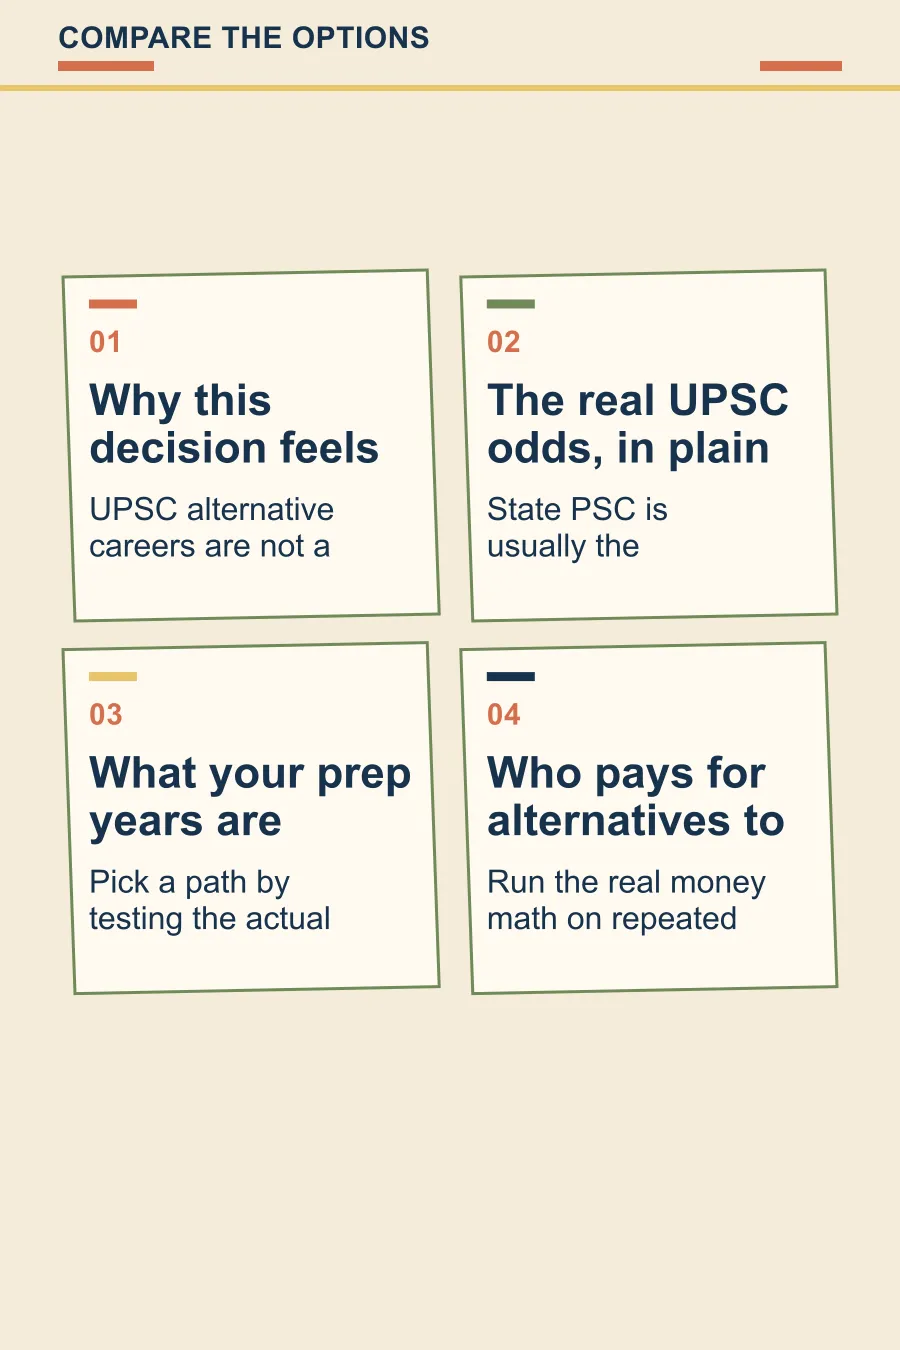 COMPARE THE OPTIONS
01
Why this
decision feels
UPSC alternative
careers are not a
02
The real UPSC
odds, in plain
State PSC is
usually the
03
What your prep
years are
Pick a path by
testing the actual
04
Who pays for
alternatives to
Run the real money
math on repeated